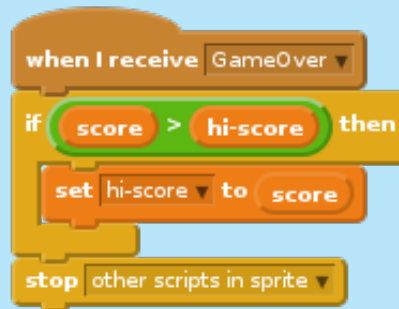 when I receive GameOver
if score > hi-score then
set hi-score to score
stop other scripts in sprite